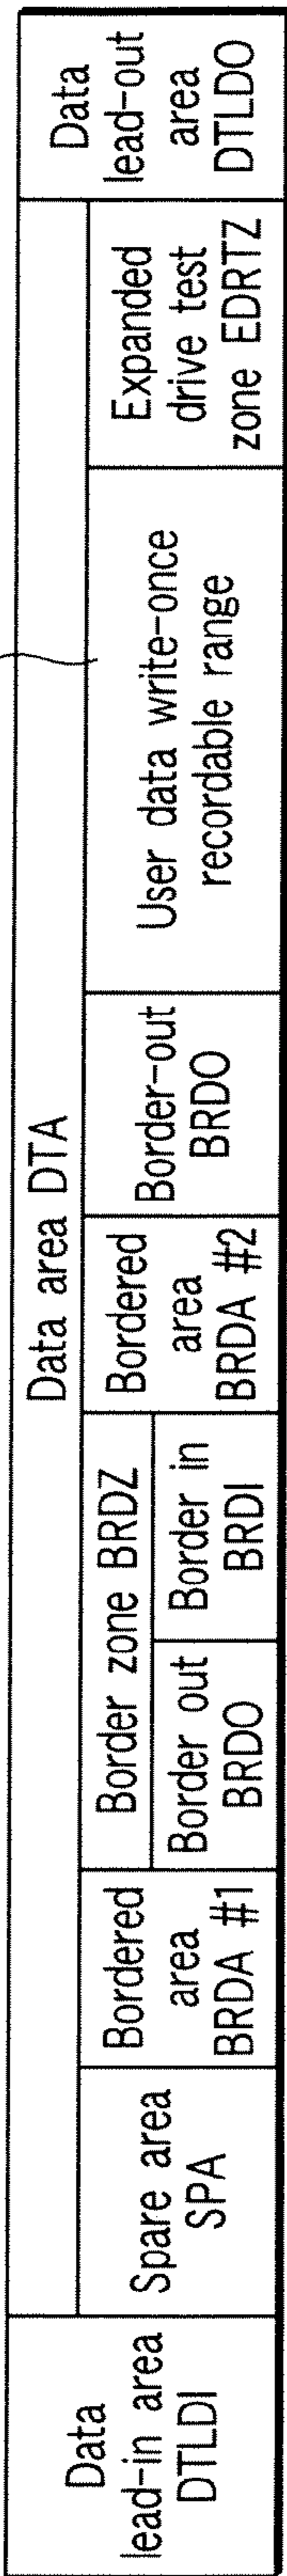 Data
lead-in area
DTLDI
Data area DTA
Spare area
SPA
Bordered
area
BRDA #1
Border zone BRDZ
Border out
BRDO
Border in
BRDI
Bordered
area
BRDA #2
Border-out
BRDO
User data write-once
recordable range
Expanded
drive test
zone EDRTZ
Data
lead-out
area
DTLDO